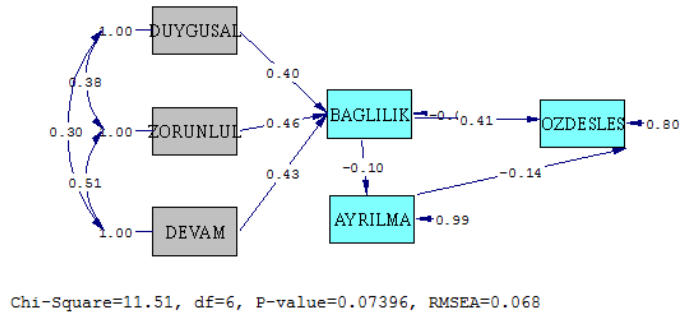 1.00
DUYGUSAL
0.40
0.38
BAGLILIK
0.41
OZDESLES
0.80
0.30
1.00
ZORUNLUL
0.46
-0.10
-0.14
0.51
0.43
AYRILMA
0.99
1.00
DEVAM
Chi-Square=11.51, df=6, P-value=0.07396, RMSEA=0.068